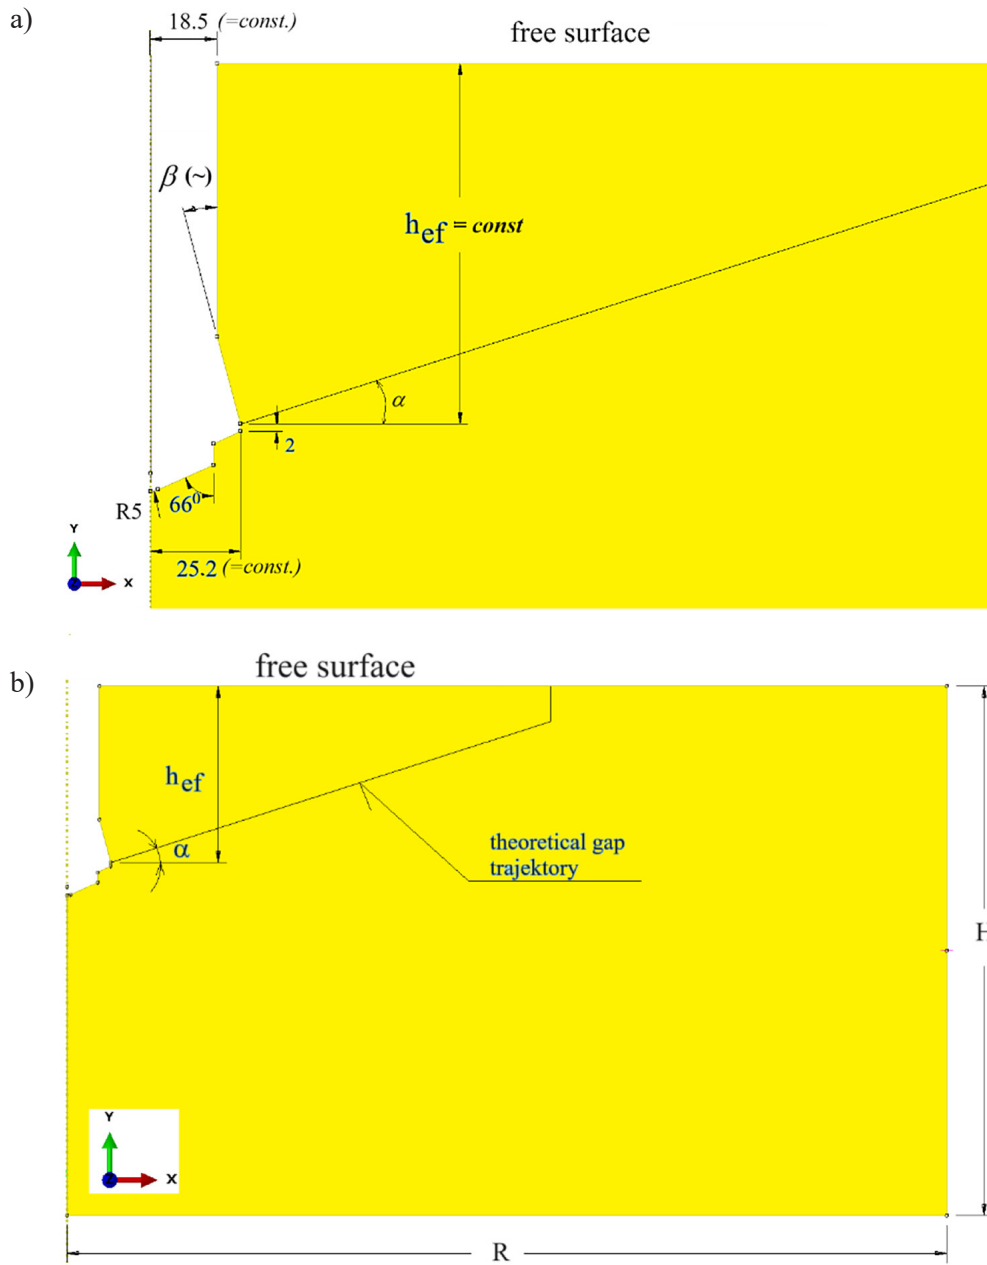 a)
18.5 (=const.)
free surface
β (~)
hef = const
α
2
66⁰
R5
Y
Z
X
25.2 (=const.)
b)
free surface
hef
α
theoretical gap
trajektory
H
Y
Z
X
R